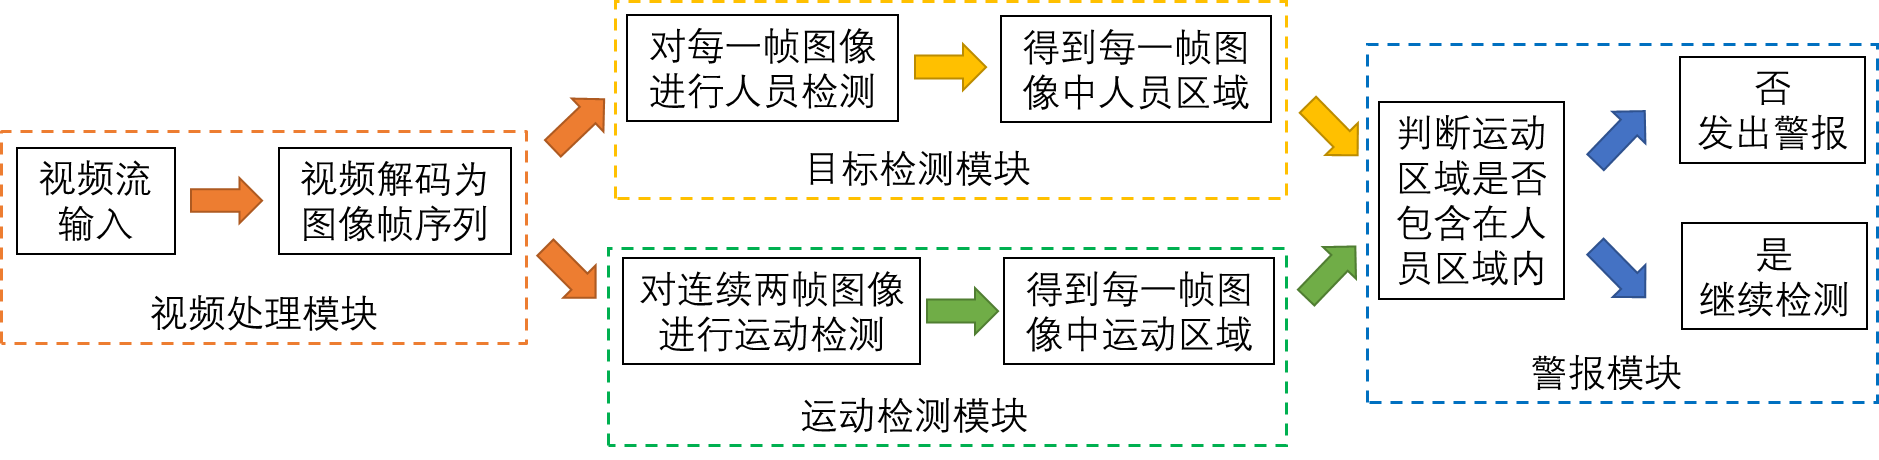 视频流
输入
视频解码为
图像帧序列
视频处理模块
对每一帧图像
进行人员检测
得到每一帧图
像中人员区域
目标检测模块
对连续两帧图像
进行运动检测
得到每一帧图
像中运动区域
运动检测模块
判断运动
区域是否
包含在人
员区域内
否
发出警报
是
继续检测
警报模块